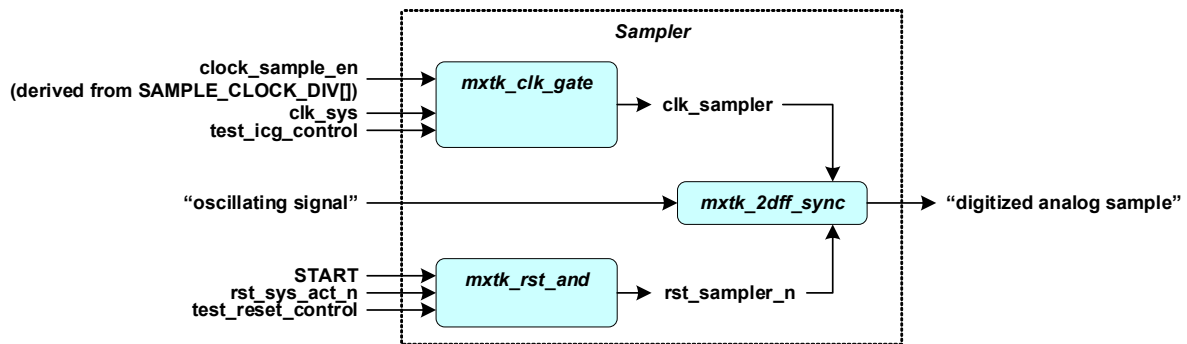 Sampler
clock_sample_en
(derived from SAMPLE_CLOCK_DIV[])
clk_sys
test_icg_control
mxtk_clk_gate
clk_sampler
“oscillating signal”
mxtk_2dff_sync
“digitized analog sample”
START
rst_sys_act_n
test_reset_control
mxtk_rst_and
rst_sampler_n